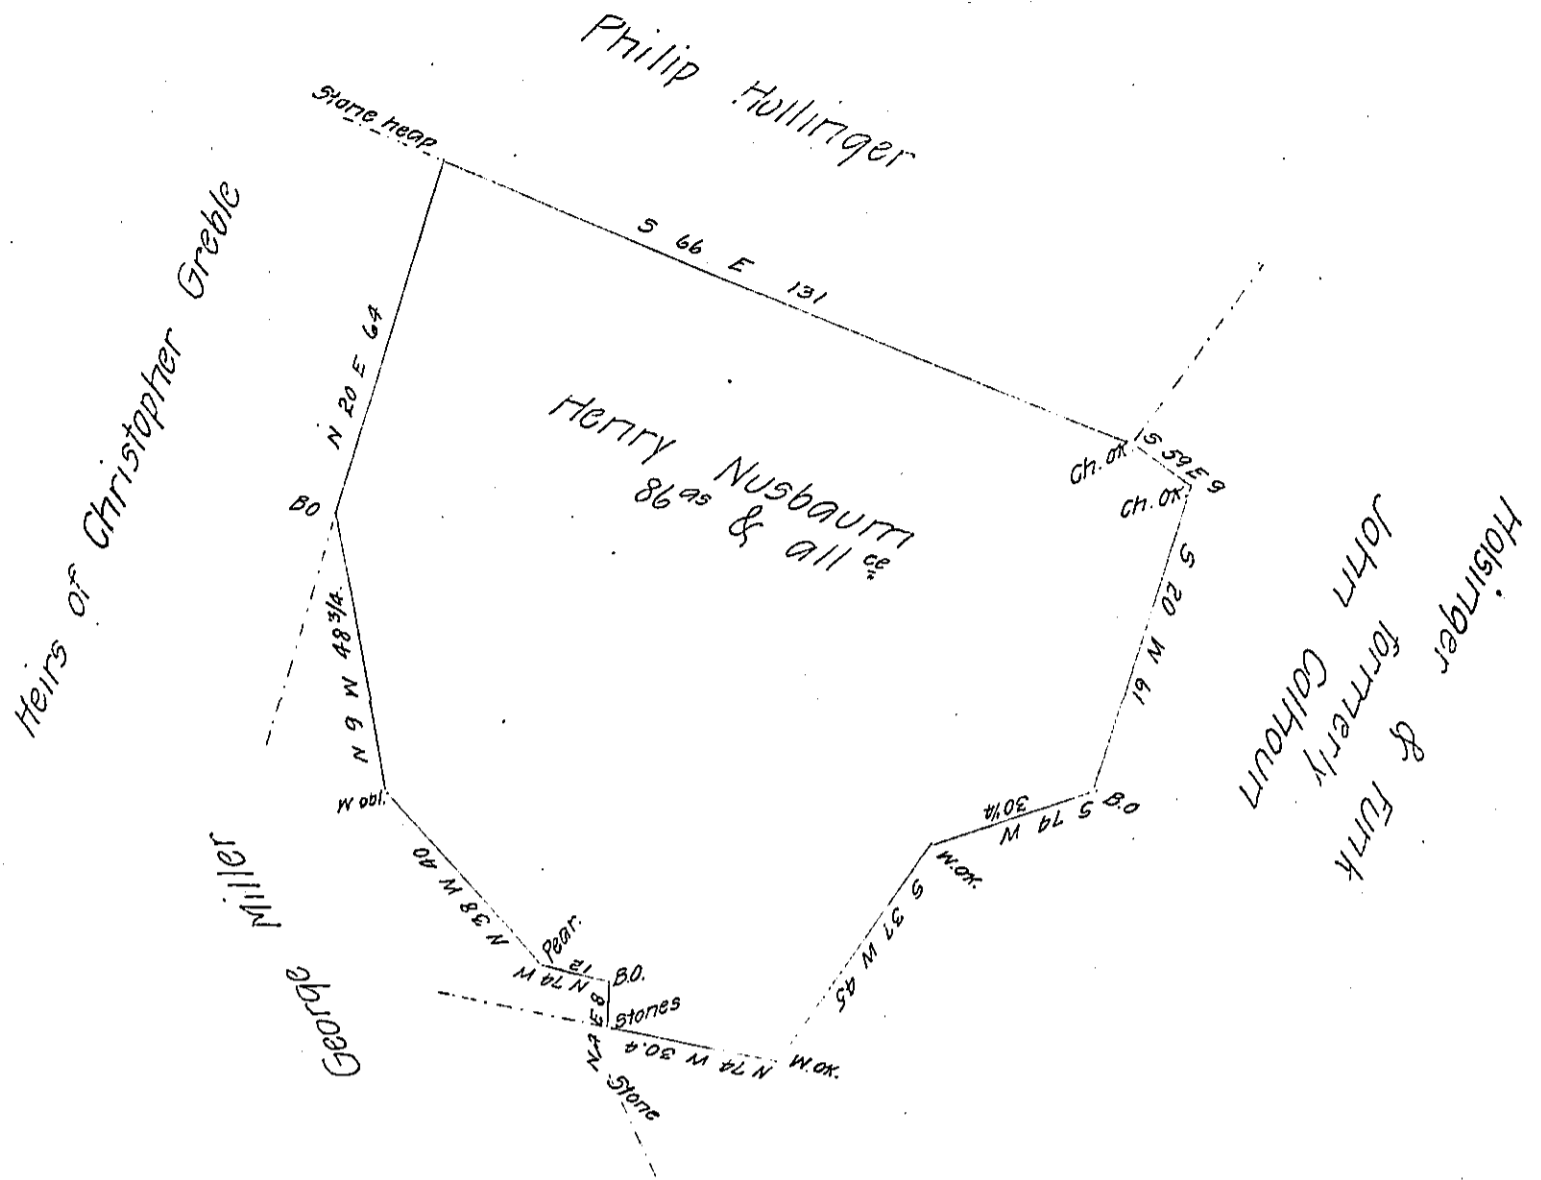 Philip Hollinger
Stone heap
S 66 E 131
Heirs of Christopher Greble
N 20 E 64
Henry Nusbaum
86 as & all ce
Ch. OK.
S 59 E 9
Ch. OK.
BO
S 20 W 61
Holsinger & Funk
John formerly
Calhoun
N 9 W 48 3/4
W Obl.
B.O
S 74 W 30 1/4
W.OK.
S 37 W 45
George Miller
N 38 W 40
Pear.
N 74 W 12
B.O.
N 4 E 8
Stones
N 74 W 30.4
W.OK.
Stone